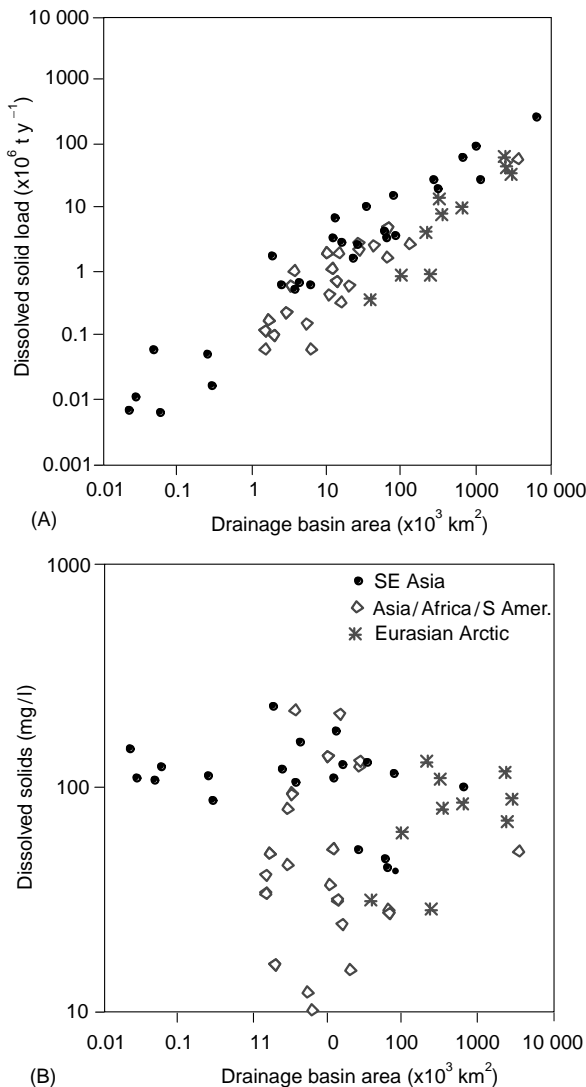 10 000
1000
100
10
1
0.1
0.01
0.001
Dissolved solid load (x10⁶ t y⁻¹)
0.01 0.1 1 10 100 1000 10 000
(A) Drainage basin area (x10³ km²)
1000
100
10
Dissolved solids (mg/l)
SE Asia
Asia/Africa/S Amer.
Eurasian Arctic
0.01 0.1 11 0 100 1000 10 000
(B) Drainage basin area (x10³ km²)